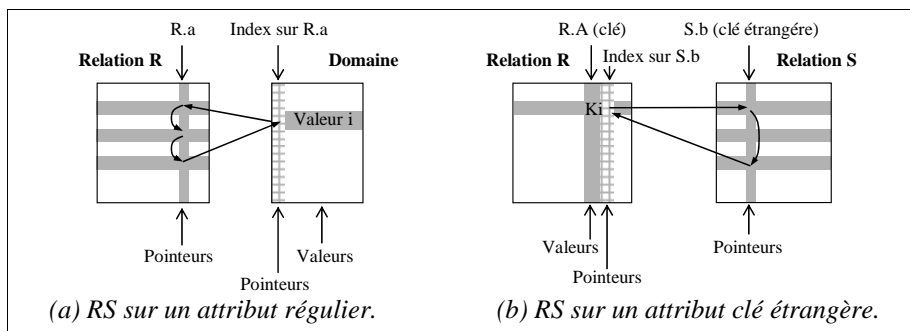 R.a
Index sur R.a
Relation R
Domaine
Valeur i
Pointeurs
Valeurs
Pointeurs
(a) RS sur un attribut régulier.
R.A (clé)
S.b (clé étrangére)
Index sur S.b
Relation R
Relation S
Ki
Valeurs
Pointeurs
Pointeurs
(b) RS sur un attribut clé étrangère.